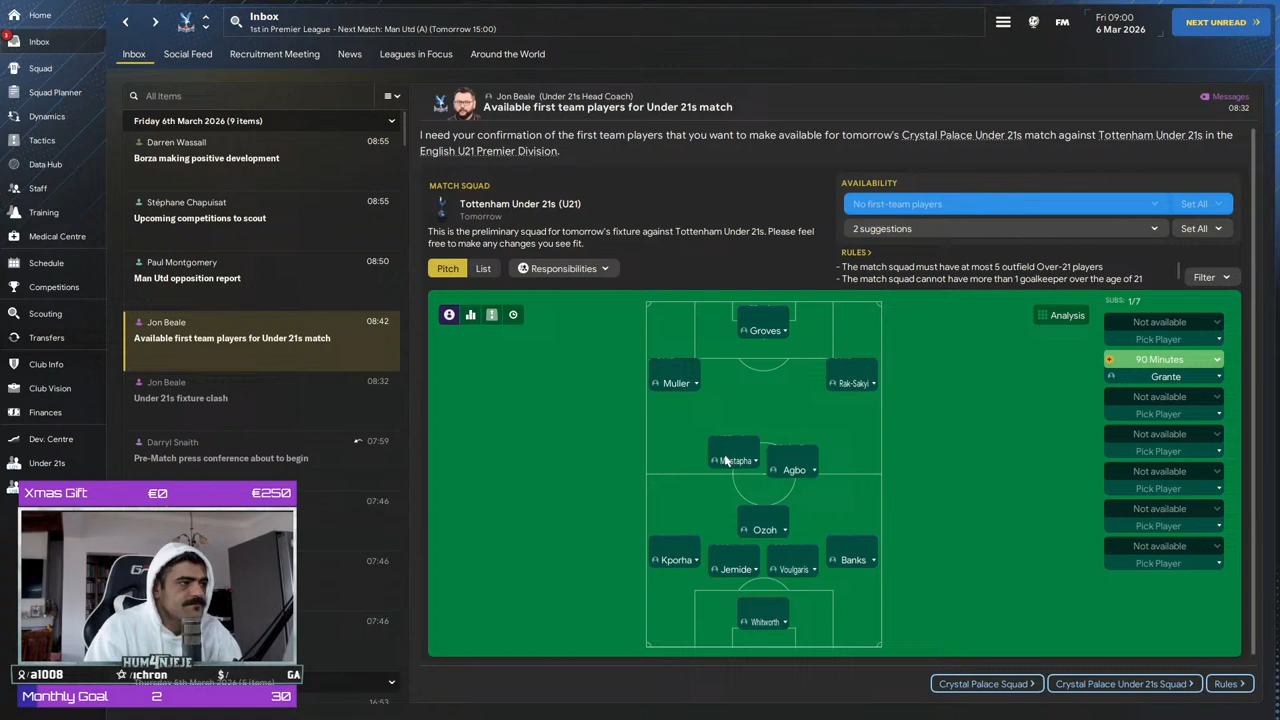 Home
Inbox
1st in Premier League - Next Match: Man Utd (A) (Tomorrow 15:00)
FM
Fri 09:00
6 Mar 2026
NEXT UNREAD
3
Inbox
Squad
Squad Planner
Dynamics
Tactics
Data Hub
Staff
Training
Medical Centre
Schedule
Competitions
Scouting
Transfers
Club Info
Club Vision
Finances
Dev. Centre
Under 21s
Inbox
Social Feed
Recruitment Meeting
News
Leagues in Focus
Around the World
All Items
Friday 6th March 2026 (9 items)
Darren Wassall 08:55
Borza making positive development
Stéphane Chapuisat 08:55
Upcoming competitions to scout
Paul Montgomery 08:50
Man Utd opposition report
Jon Beale 08:42
Available first team players for Under 21s match
Jon Beale 08:32
Under 21s fixture clash
Darryl Snaith 07:59
Pre-Match press conference about to begin
07:46
07:46
07:46
Thursday 5th March 2026 (5 items)
16:53
Jon Beale (Under 21s Head Coach)
Available first team players for Under 21s match
Messages
08:32
I need your confirmation of the first team players that you want to make available for tomorrow's Crystal Palace Under 21s match against Tottenham Under 21s in the
English U21 Premier Division.
MATCH SQUAD
Tottenham Under 21s (U21)
Tomorrow
This is the preliminary squad for tomorrow's fixture against Tottenham Under 21s. Please feel
free to make any changes you see fit.
AVAILABILITY
No first-team players Set All
2 suggestions Set All
RULES
- The match squad must have at most 5 outfield Over-21 players
- The match squad cannot have more than 1 goalkeeper over the age of 21
Pitch
List
Responsibilities
Filter
Analysis
SUBS: 1/7
Groves
Muller
Rak-Sakyi
Mustapha
Agbo
Ozoh
Kporha
Jemide
Voulgaris
Banks
Whitworth
Not available
Pick Player
90 Minutes
Grante
Not available
Pick Player
Not available
Pick Player
Not available
Pick Player
Not available
Pick Player
Not available
Pick Player
Crystal Palace Squad
Crystal Palace Under 21s Squad
Rules
Xmas Gift €0 €250
HUM4NJEJE
a1008
ichron
$/
GA
Monthly Goal 2 30